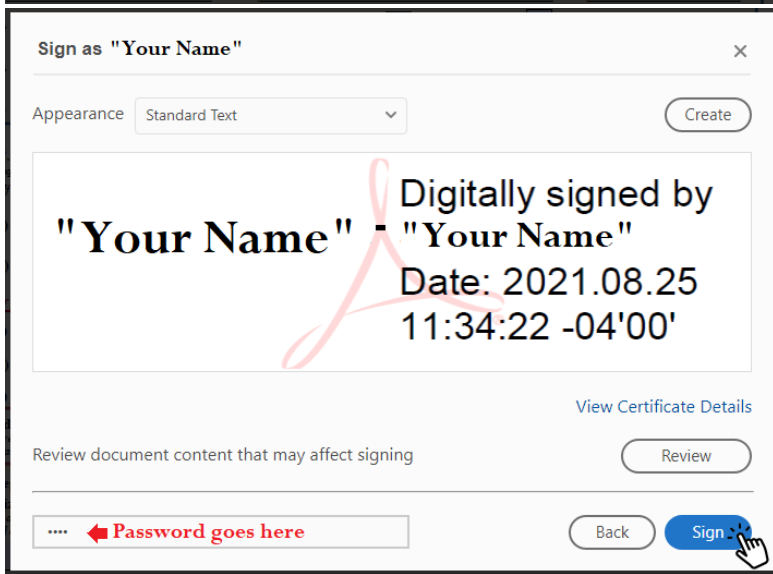 Sign as "Your Name"
Appearance Standard Text Create
Digitally signed by
"Your Name" - "Your Name"
Date: 2021.08.25
11:34:22 -04'00'
View Certificate Details
Review document content that may affect signing Review
•••• Password goes here Back Sign